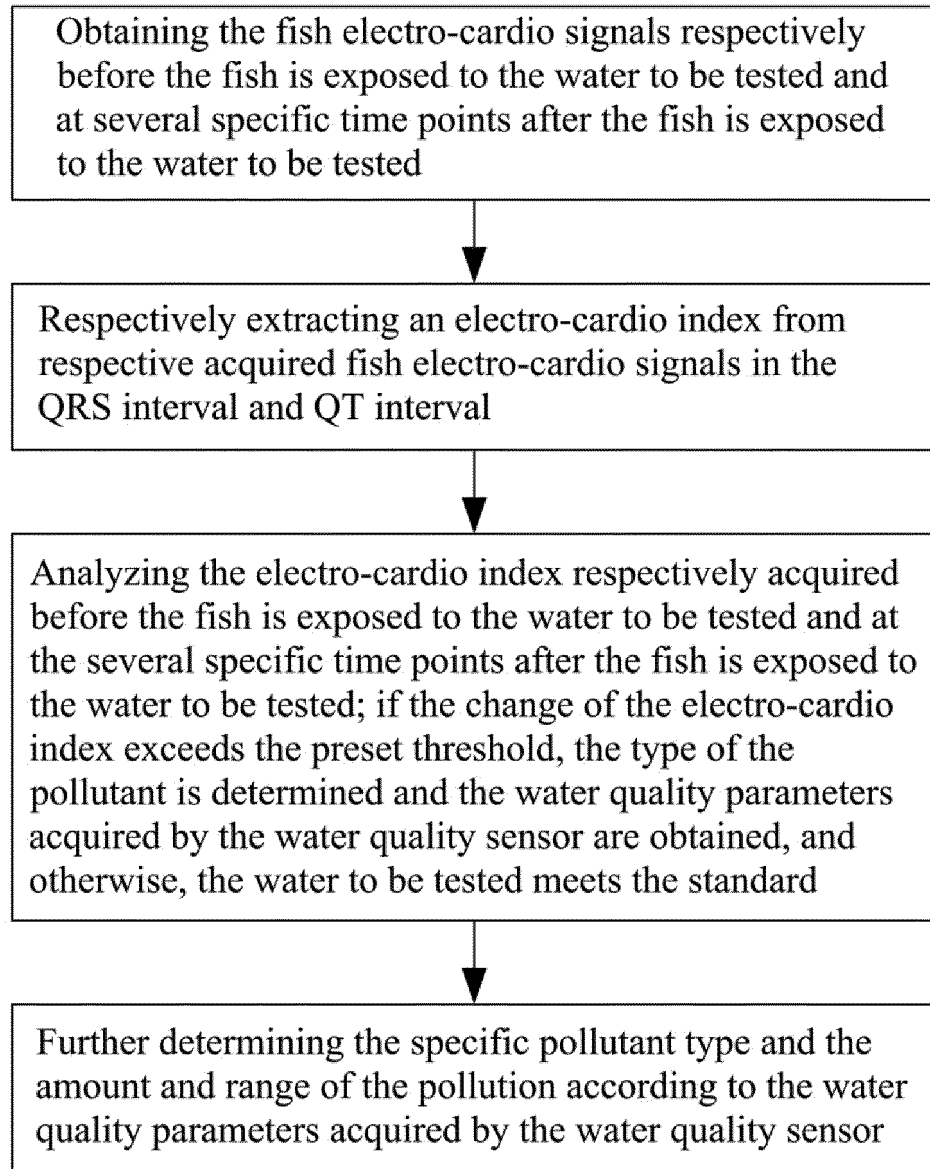 Obtaining the fish electro-cardio signals respectively
before the fish is exposed to the water to be tested and
at several specific time points after the fish is exposed
to the water to be tested
Respectively extracting an electro-cardio index from
respective acquired fish electro-cardio signals in the
QRS interval and QT interval
Analyzing the electro-cardio index respectively acquired
before the fish is exposed to the water to be tested and at
the several specific time points after the fish is exposed to
the water to be tested; if the change of the electro-cardio
index exceeds the preset threshold, the type of the
pollutant is determined and the water quality parameters
acquired by the water quality sensor are obtained, and
otherwise, the water to be tested meets the standard
Further determining the specific pollutant type and the
amount and range of the pollution according to the water
quality parameters acquired by the water quality sensor